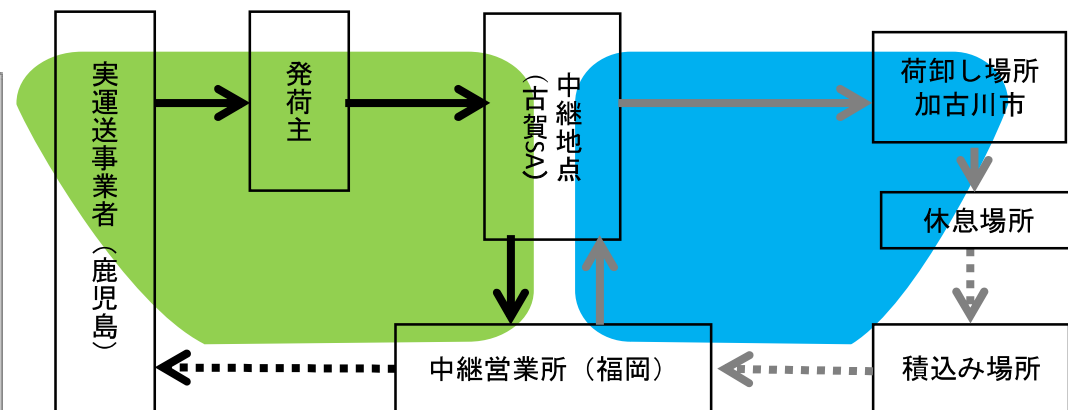 実運送事業者（鹿児島）
発荷主
中継地点
（古賀SA）
荷卸し場所
加古川市
休息場所
中継営業所（福岡）
積込み場所